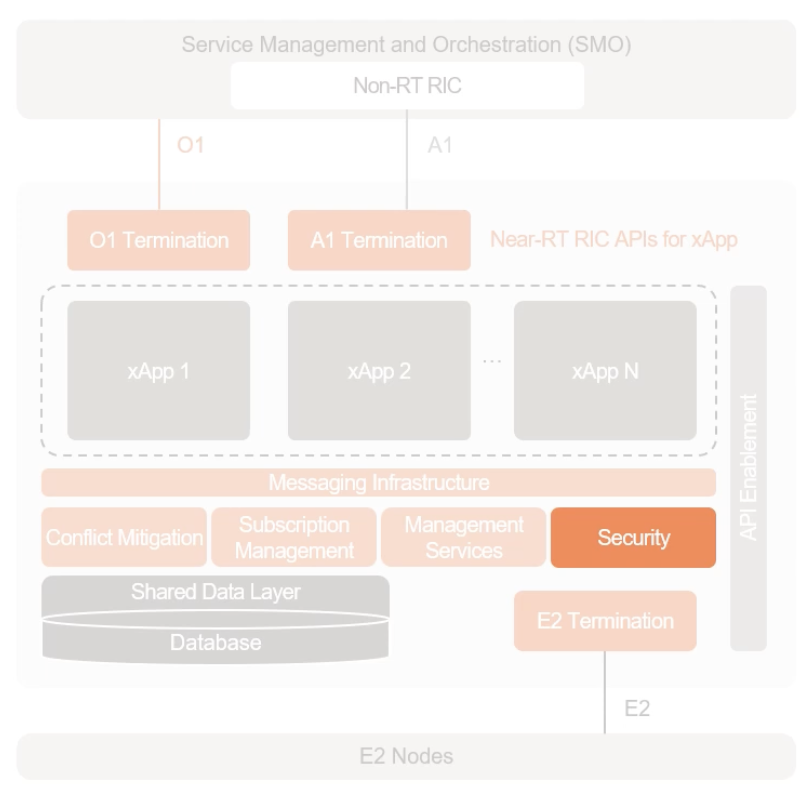 Service Management and Orchestration (SMO)
Non-RT RIC
O1
A1
O1 Termination
A1 Termination
Near-RT RIC APIs for xApp
xApp 1
xApp 2
...
xApp N
API Enablement
Messaging Infrastructure
Conflict Mitigation
Subscription
Management
Management
Services
Security
Shared Data Layer
Database
E2 Termination
E2
E2 Nodes